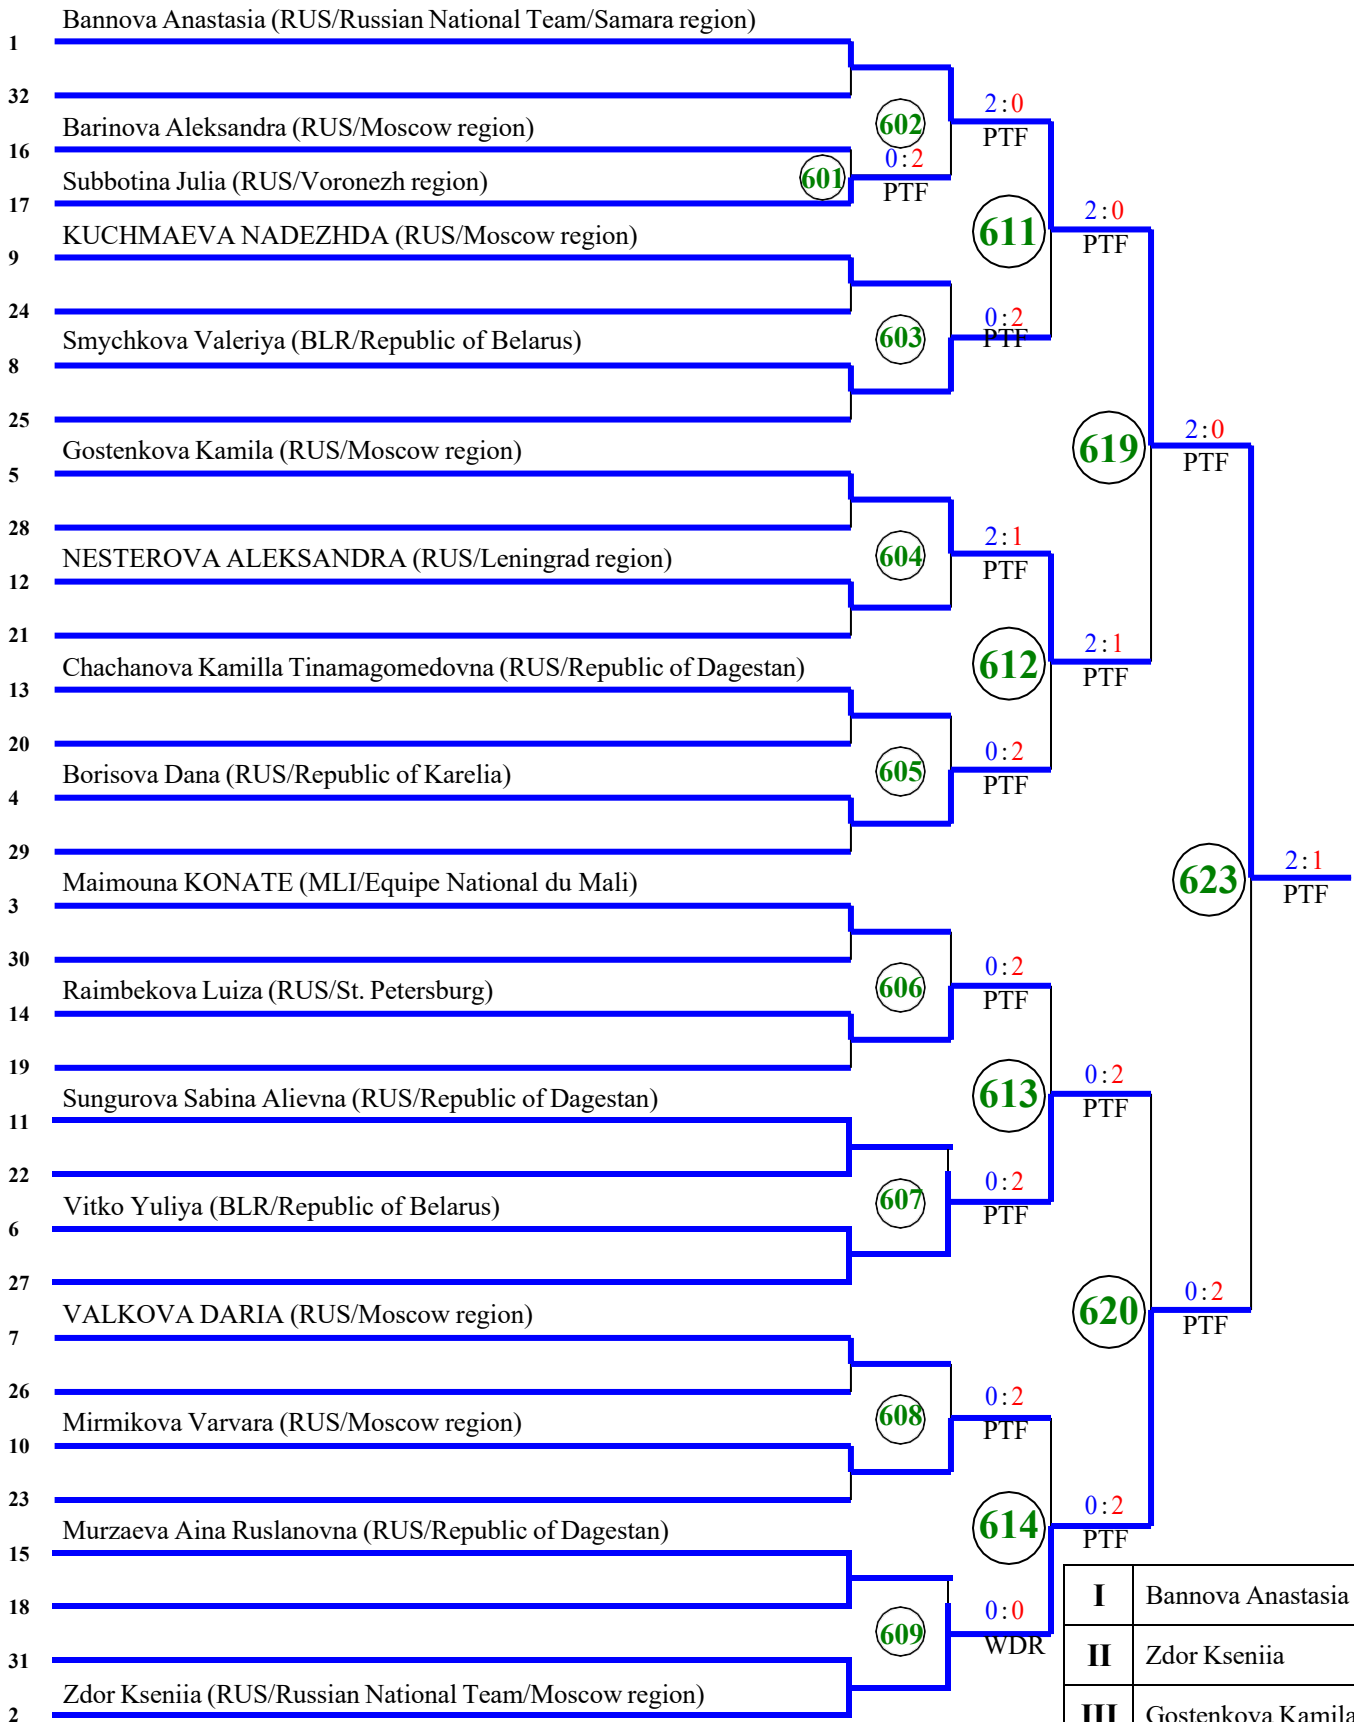 Bannova Anastasia (RUS/Russian National Team/Samara region)
1
32
2:0
602
PTF
Barinova Aleksandra (RUS/Moscow region)
16
0:2
601
PTF
Subbotina Julia (RUS/Voronezh region)
17
2:0
611
PTF
KUCHMAEVA NADEZHDA (RUS/Moscow region)
9
24
0:2
603
PTF
Smychkova Valeriya (BLR/Republic of Belarus)
8
25
2:0
619
PTF
Gostenkova Kamila (RUS/Moscow region)
5
28
2:1
604
PTF
NESTEROVA ALEKSANDRA (RUS/Leningrad region)
12
21
2:1
612
PTF
Chachanova Kamilla Tinamagomedovna (RUS/Republic of Dagestan)
13
20
0:2
605
PTF
Borisova Dana (RUS/Republic of Karelia)
4
29
2:1
623
PTF
Maimouna KONATE (MLI/Equipe National du Mali)
3
30
0:2
606
PTF
Raimbekova Luiza (RUS/St. Petersburg)
14
19
0:2
613
PTF
Sungurova Sabina Alievna (RUS/Republic of Dagestan)
11
22
0:2
607
PTF
Vitko Yuliya (BLR/Republic of Belarus)
6
27
0:2
620
PTF
VALKOVA DARIA (RUS/Moscow region)
7
26
0:2
608
PTF
Mirmikova Varvara (RUS/Moscow region)
10
23
0:2
614
PTF
Murzaeva Aina Ruslanovna (RUS/Republic of Dagestan)
15
18
0:0
609
WDR
31
Zdor Kseniia (RUS/Russian National Team/Moscow region)
2
I Bannova Anastasia
II Zdor Kseniia
III Gostenkova Kamila